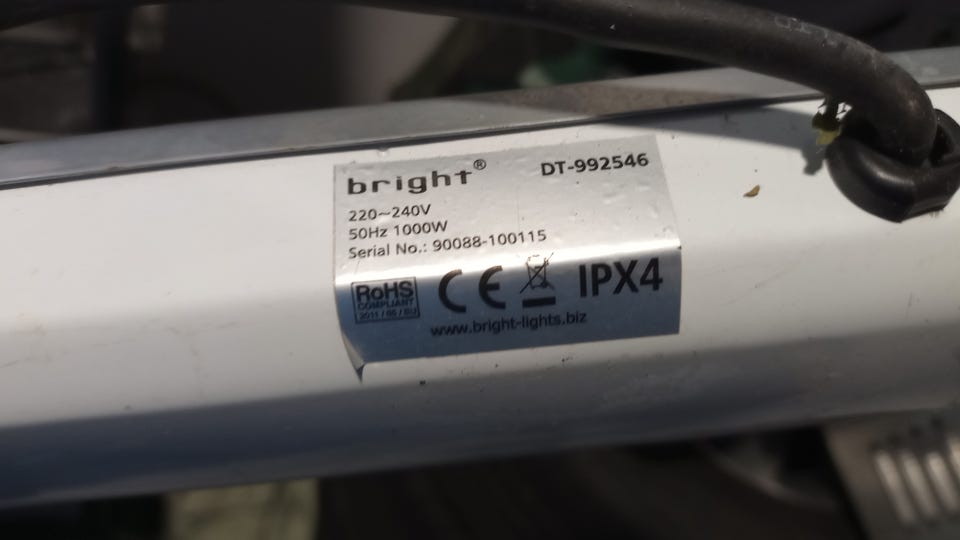 bright® DT-992546
220~240V
50Hz 1000W
Serial No.: 90088-100115
RoHS
COMPLIANT
2011 / 65 / EU
CE IPX4
www.bright-lights.biz